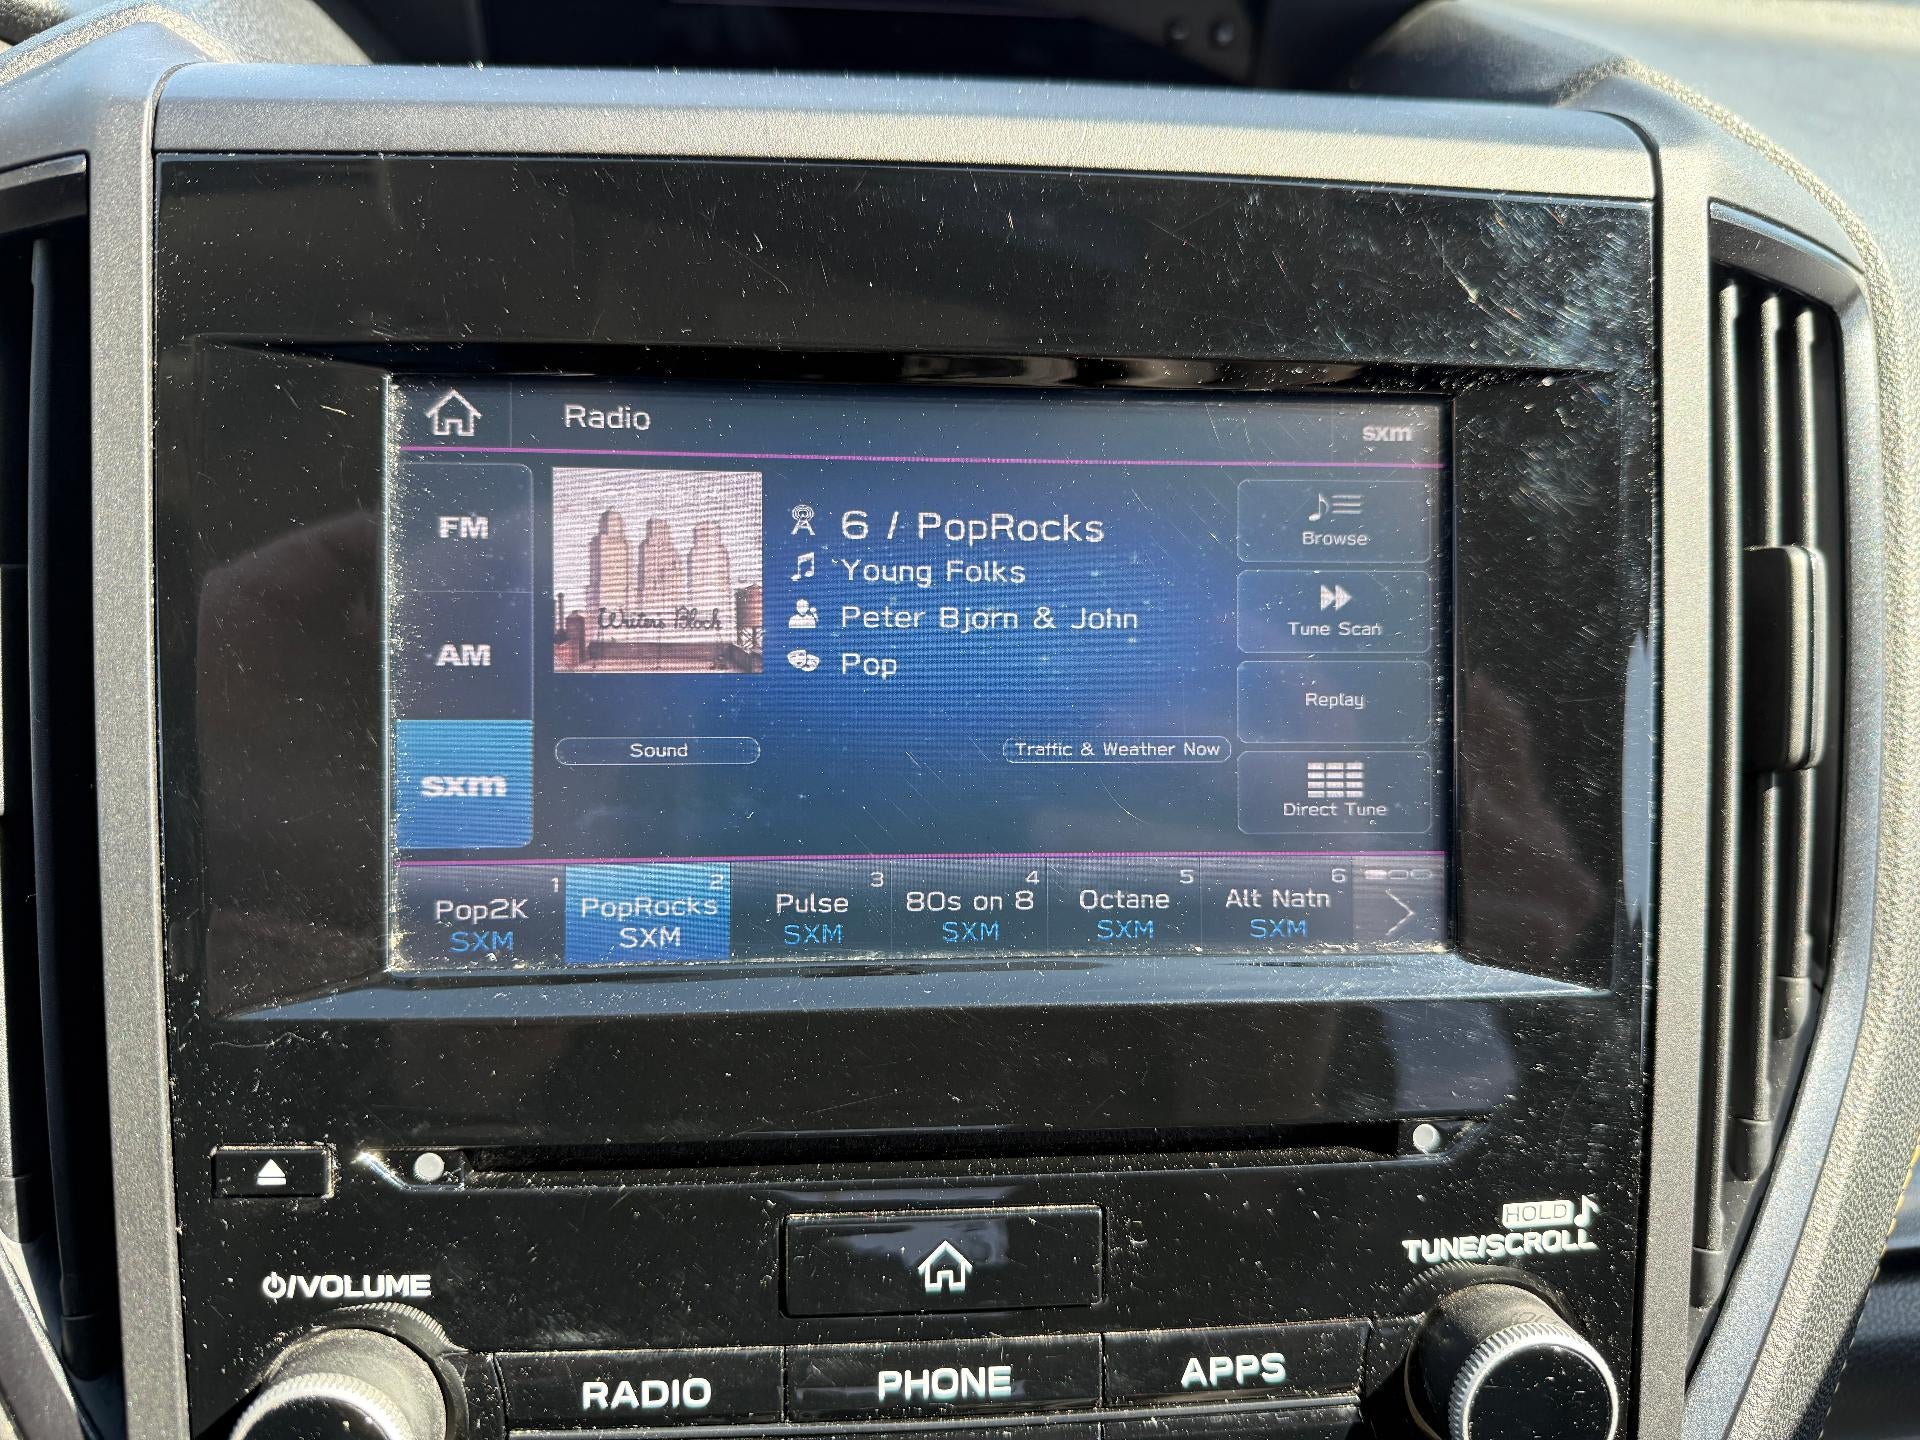 Radio
sxm
FM
AM
sxm
Writer's Block
6 / PopRocks
Young Folks
Peter Bjorn & John
Pop
Sound
Traffic & Weather Now
Browse
Tune Scan
Replay
Direct Tune
1
Pop2K
SXM
2
PopRocks
SXM
3
Pulse
SXM
4
80s on 8
SXM
5
Octane
SXM
6
Alt Natn
SXM
HOLD
TUNE/SCROLL
/VOLUME
RADIO
PHONE
APPS